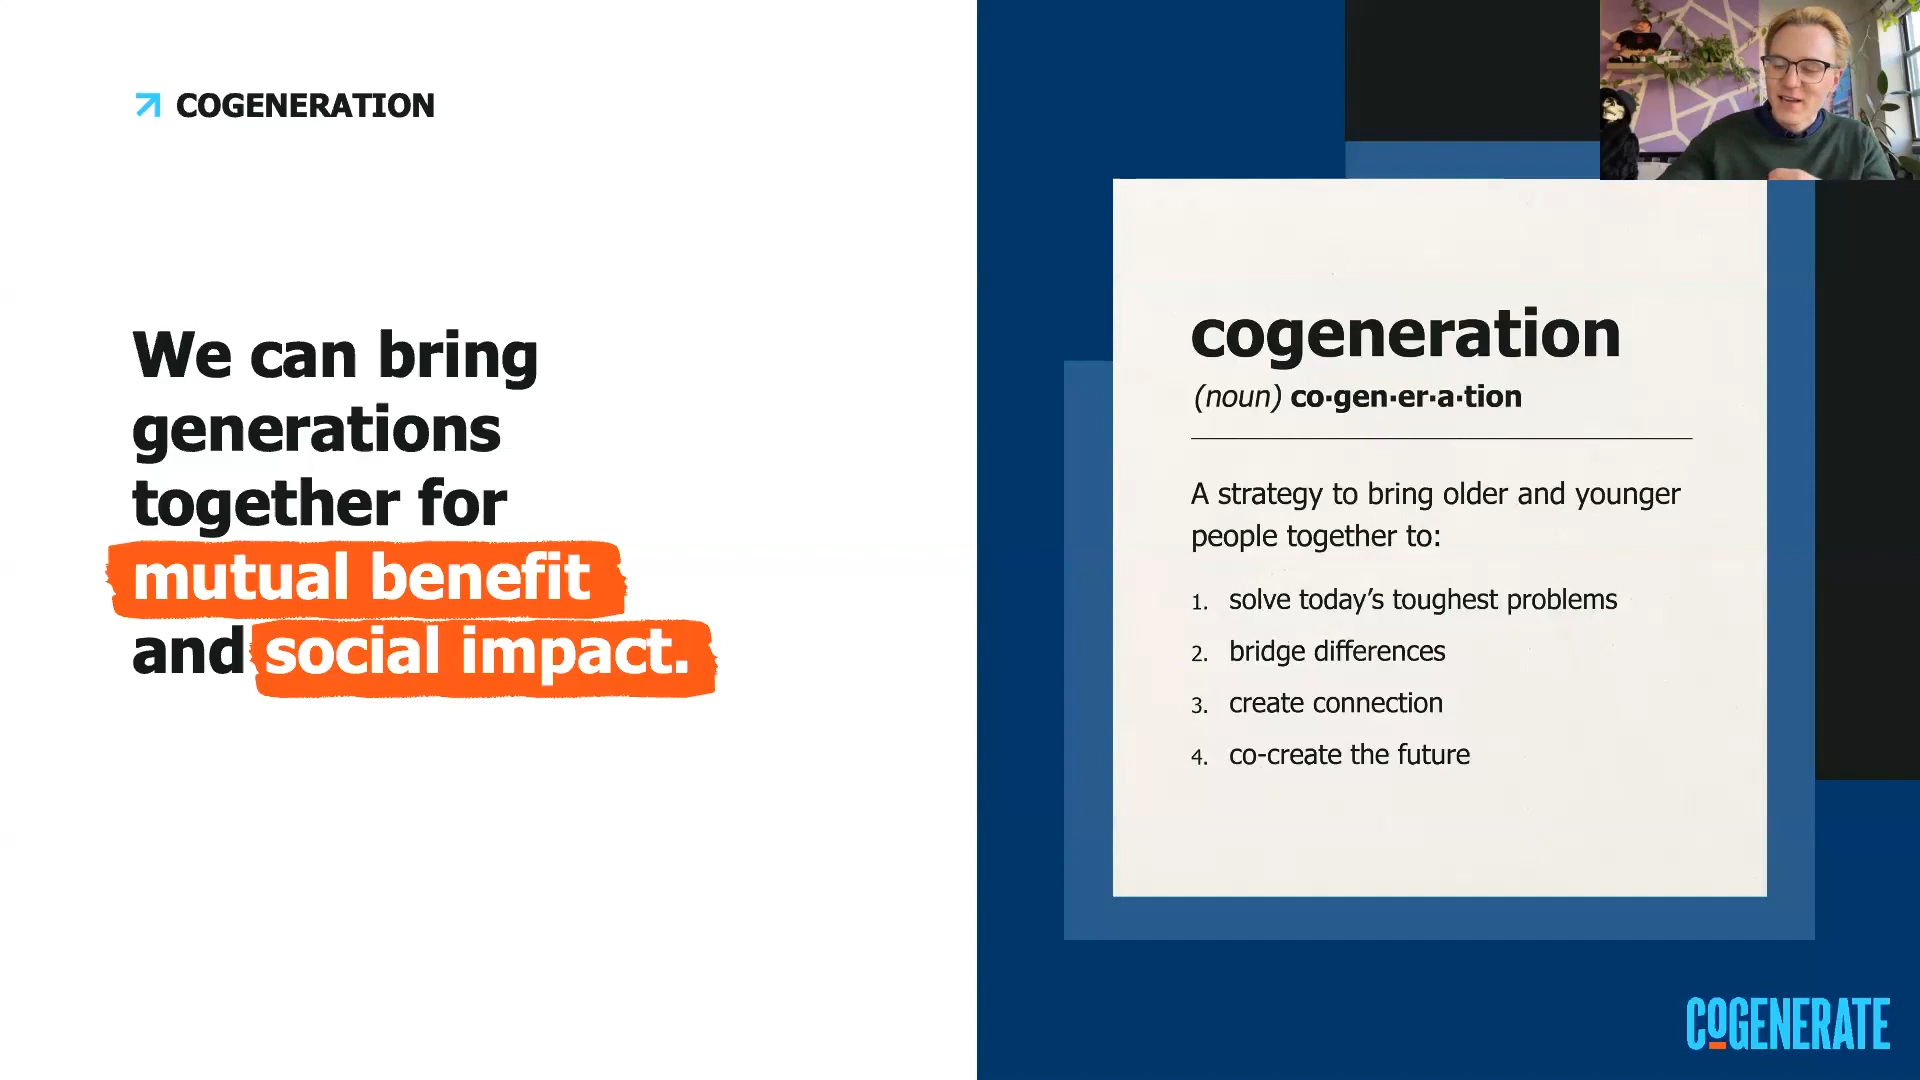 COGENERATION
We can bring
generations
together for
mutual benefit
and social impact.
cogeneration
(noun) co·gen·er·a·tion
A strategy to bring older and younger
people together to:
1. solve today’s toughest problems
2. bridge differences
3. create connection
4. co-create the future
COGENERATE